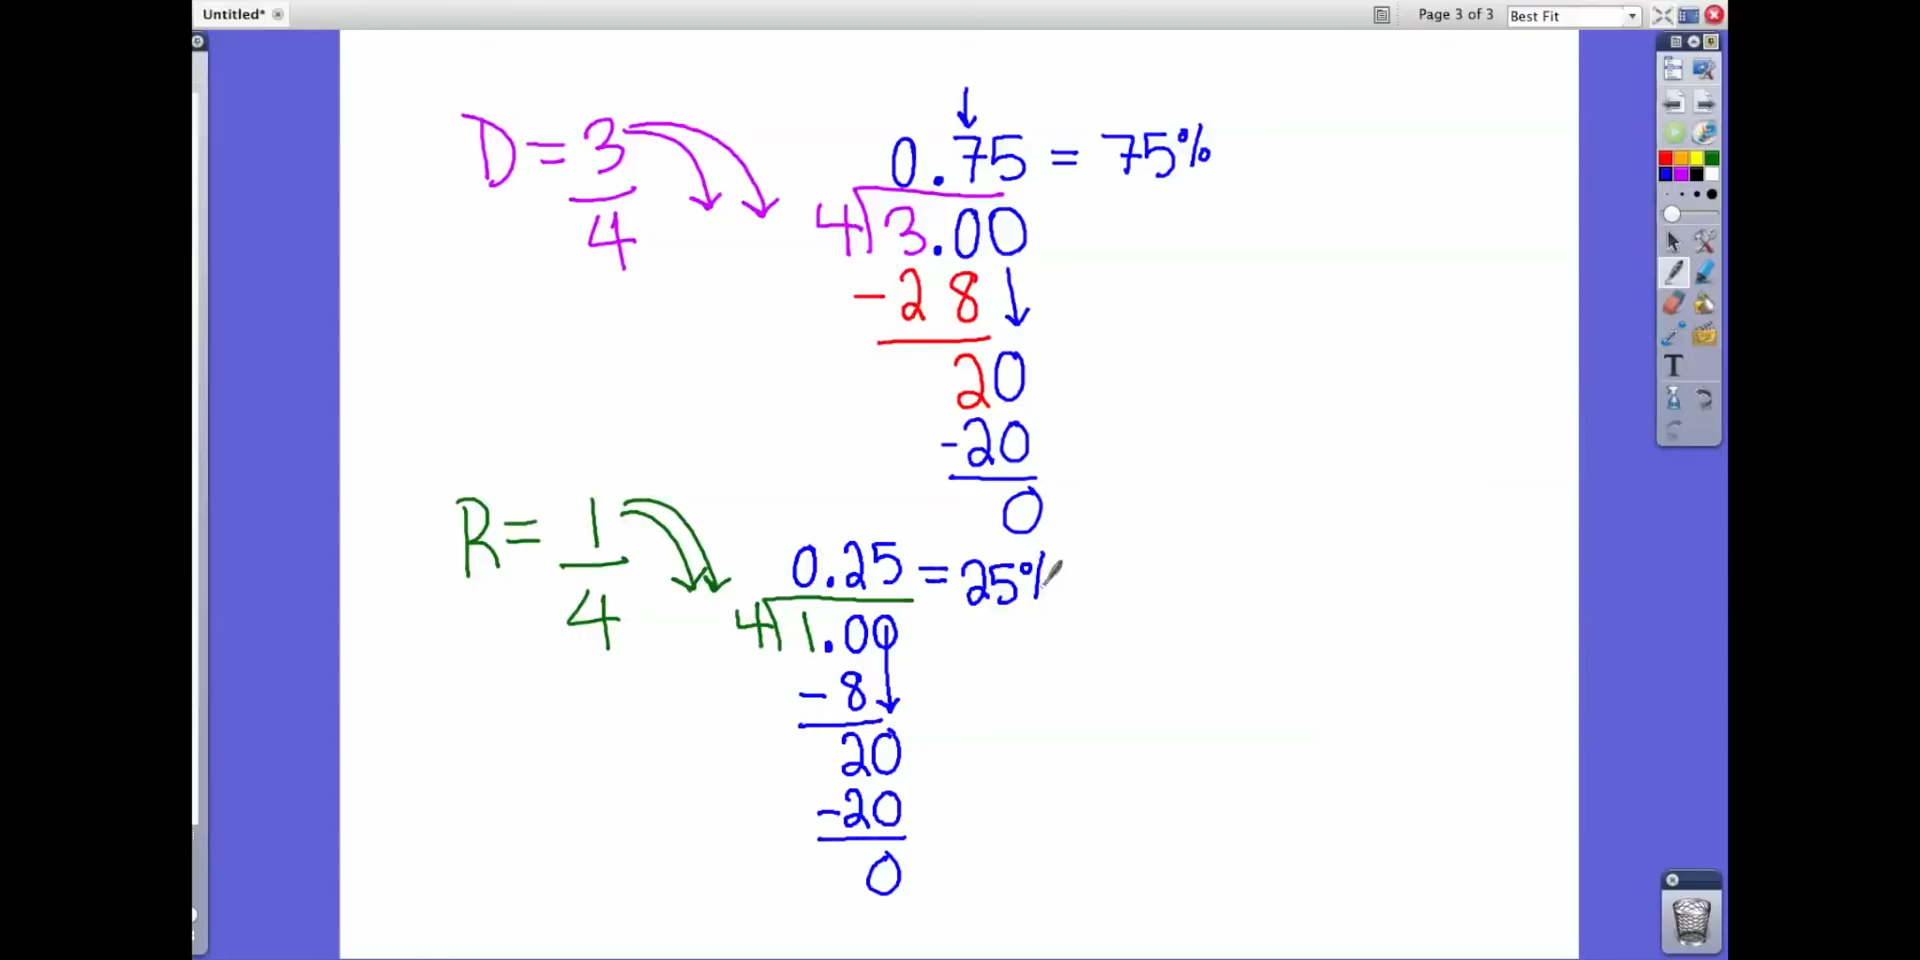 Untitled*
Page 3 of 3
Best Fit
D = 3/4
0.75 = 75%
4 3.00
- 28
20
-20
0
R = 1/4
0.25 = 25%
4 1.00
- 8
20
-20
0
T